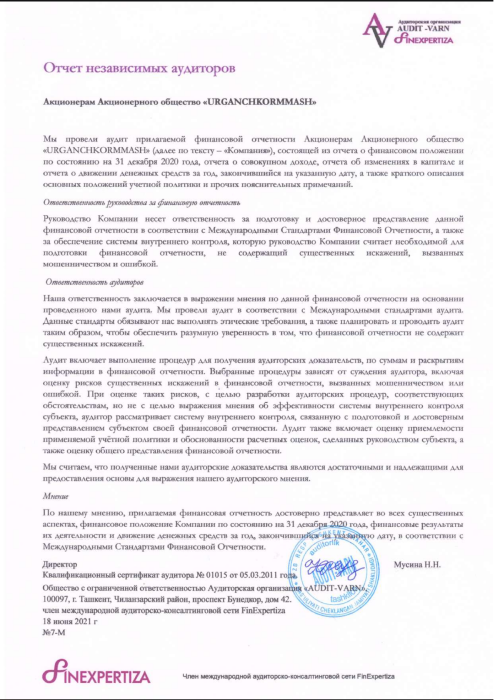 Аудиторская организация
AUDIT -VARN
FINEXPERTIZA
Отчет независимых аудиторов
Акционерам Акционерного общество «URGANCHKORMMASH»
Мы провели аудит прилагаемой финансовой отчетности Акционерам Акционерного общество
«URGANCHKORMMASH» (далее по тексту – «Компания»), состоящей из отчета о финансовом положении
по состоянию на 31 декабря 2020 года, отчета о совокупном доходе, отчета об изменениях в капитале и
отчета о движении денежных средств за год, закончившийся на указанную дату, а также краткого описания
основных положений учетной политики и прочих пояснительных примечаний.
Ответственность руководства за финансовую отчетность
Руководство Компании несет ответственность за подготовку и достоверное представление данной
финансовой отчетности в соответствии с Международными Стандартами Финансовой Отчетности, а также
за обеспечение системы внутреннего контроля, которую руководство Компании считает необходимой для
подготовки финансовой отчетности, не содержащий существенных искажений, вызванных
мошенничеством и ошибкой.
Ответственность аудиторов
Наша ответственность заключается в выражении мнения по данной финансовой отчетности на основании
проведенного нами аудита. Мы провели аудит в соответствии с Международными стандартами аудита.
Данные стандарты обязывают нас выполнять этические требования, а также планировать и проводить аудит
таким образом, чтобы обеспечить разумную уверенность в том, что финансовой отчетности не содержит
существенных искажений.
Аудит включает выполнение процедур для получения аудиторских доказательств, по суммам и раскрытиям
информации в финансовой отчетности. Выбранные процедуры зависят от суждения аудитора, включая
оценку рисков существенных искажений в финансовой отчетности, вызванных мошенничеством или
ошибкой. При оценке таких рисков, с целью разработки аудиторских процедур, соответствующих
обстоятельствам, но не с целью выражения мнения об эффективности системы внутреннего контроля
субъекта, аудитор рассматривает систему внутреннего контроля, связанную с подготовкой и достоверным
представлением субъектом своей финансовой отчетности. Аудит также включает оценку приемлемости
применяемой учётной политики и обоснованности расчетных оценок, сделанных руководством субъекта, а
также оценку общего представления финансовой отчетности.
Мы считаем, что полученные нами аудиторские доказательства являются достаточными и надлежащими для
предоставления основы для выражения нашего аудиторского мнения.
Мнение
По нашему мнению, прилагаемая финансовая отчетность достоверно представляет во всех существенных
аспектах, финансовое положение Компании по состоянию на 31 декабря 2020 года, финансовые результаты
их деятельности и движение денежных средств за год, закончившийся на указанную дату, в соответствии с
Международными Стандартами Финансовой Отчетности.
Директор Мусина Н.Н.
Квалификационный сертификат аудитора № 01015 от 05.03.2011 года
Общество с ограниченной ответственностью Аудиторская организация «AUDIT-VARN»
100097, г. Ташкент, Чиланзарский район, проспект Бунедкор, дом 42.
член международной аудиторско-консалтинговой сети FinExpertiza
18 июня 2021 г
№7-М
FINEXPERTIZA
Член международной аудиторско-консалтинговой сети FinExpertiza